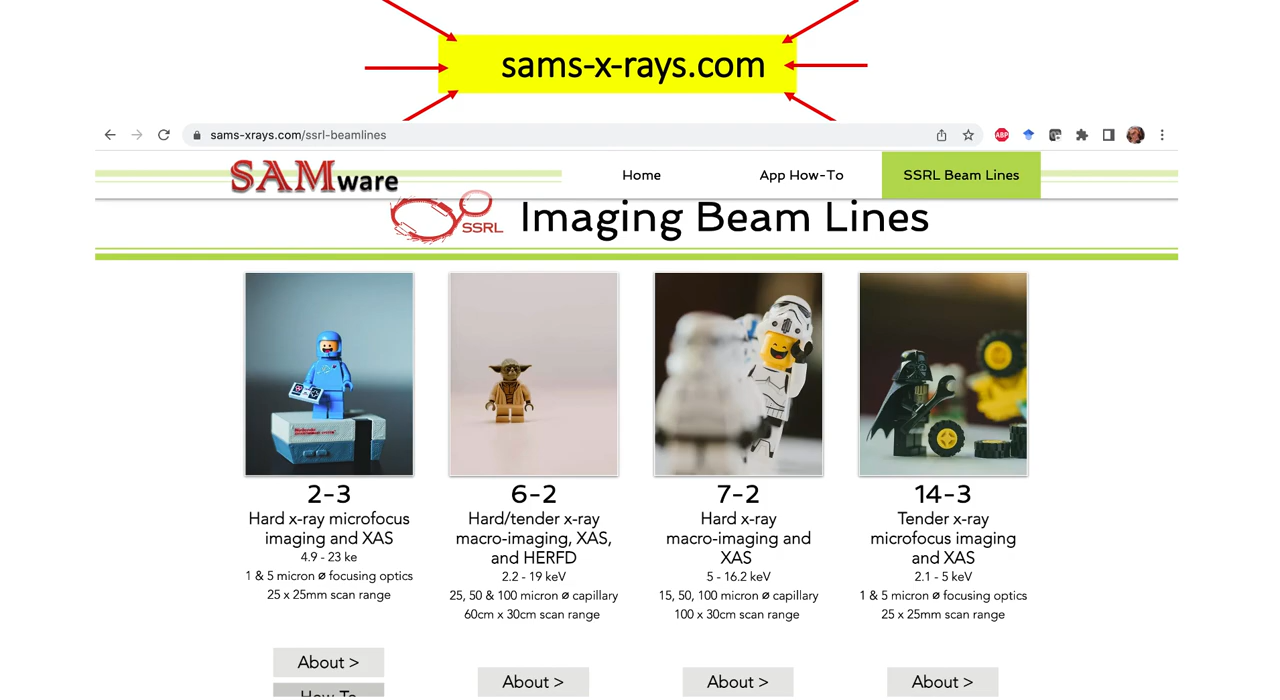 sams-x-rays.com
sams-xrays.com/ssrl-beamlines
ABP
SAMware
Home
App How-To
SSRL Beam Lines
SSRL
Imaging Beam Lines
2-3
Hard x-ray microfocus
imaging and XAS
4.9 - 23 ke
1 & 5 micron ⌀ focusing optics
25 x 25mm scan range
About >
How-To
6-2
Hard/tender x-ray
macro-imaging, XAS,
and HERFD
2.2 - 19 keV
25, 50 & 100 micron ⌀ capillary
60cm x 30cm scan range
About >
7-2
Hard x-ray
macro-imaging and
XAS
5 - 16.2 keV
15, 50, 100 micron ⌀ capillary
100 x 30cm scan range
About >
14-3
Tender x-ray
microfocus imaging
and XAS
2.1 - 5 keV
1 & 5 micron ⌀ focusing optics
25 x 25mm scan range
About >